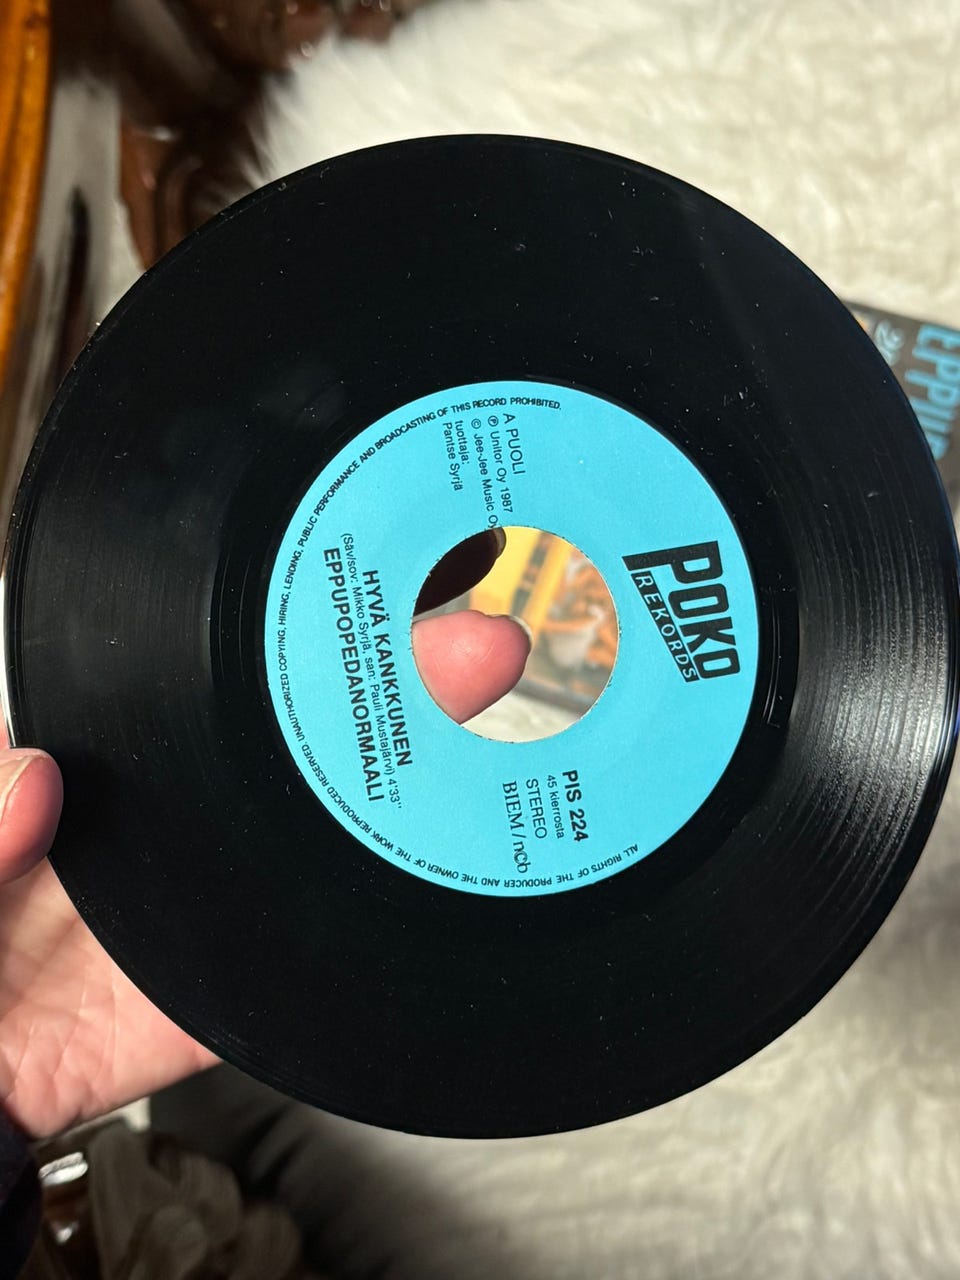 POKO
REKORDS
A PUOLI
℗ Unitor Oy 1987
© Jee-Jee Music Oy
tuottaja:
Pantse Syrjä
PIS 224
45 kierrosta
STEREO
BIEM / ncb
HYVÄ KANKKUNEN
(Säv/sov: Mikko Syrjä, san: Pauli Mustajärvi) 4'33"
EPPUPOPEDANORMAALI
ALL RIGHTS OF THE PRODUCER AND THE OWNER OF THE WORK REPRODUCED RESERVED. UNAUTHORIZED COPYING, HIRING, LENDING, PUBLIC PERFORMANCE AND BROADCASTING OF THIS RECORD PROHIBITED.